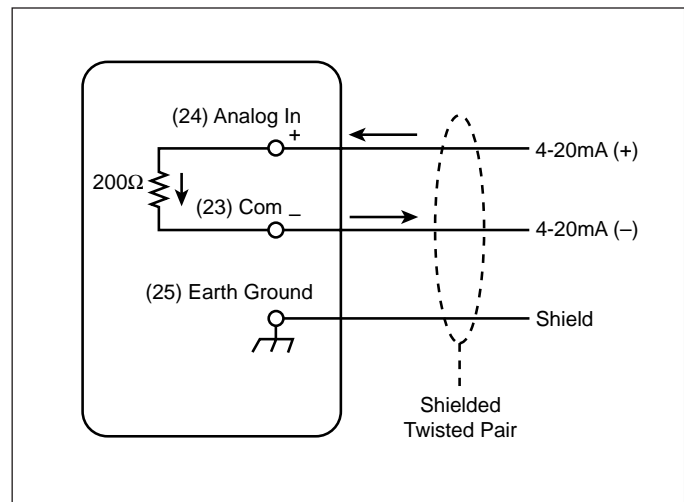 (24) Analog In
+
4-20mA (+)
200Ω
(23) Com –
4-20mA (–)
(25) Earth Ground
Shield
Shielded
Twisted Pair